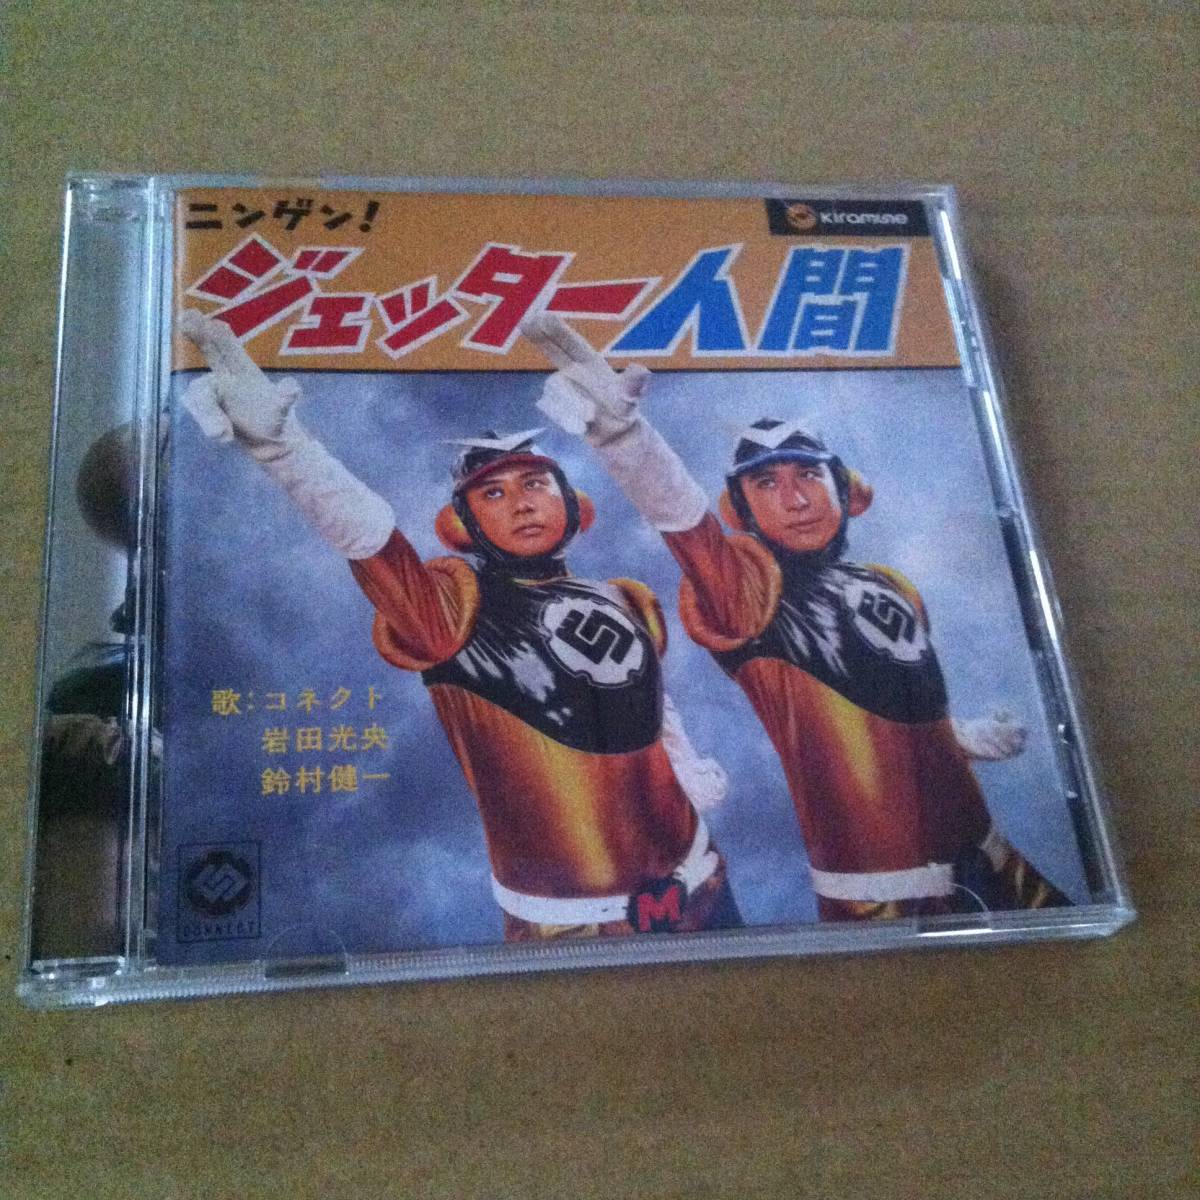 ニンゲン!
Kiramune
ジェッター人間
歌:コネクト
岩田光央
鈴村健一
M
CONNECT